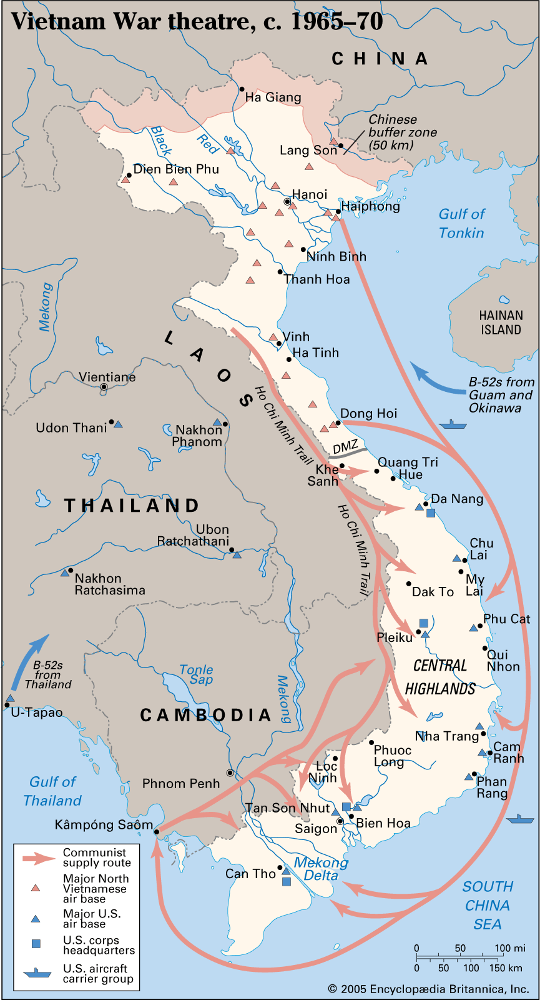 Vietnam War theatre, c. 1965–70
CHINA
Ha Giang
Chinese
buffer zone
(50 km)
Black
Red
Lang Son
Dien Bien Phu
Hanoi
Haiphong
Gulf of
Tonkin
Ninh Binh
Thanh Hoa
Mekong
HAINAN
ISLAND
LAOS
Vinh
Ha Tinh
Vientiane
B-52s from
Guam and
Okinawa
Ho Chi Minh Trail
Udon Thani
Nakhon
Phanom
Dong Hoi
DMZ
Khe
Sanh
Quang Tri
Hue
THAILAND
Da Nang
Ho Chi Minh Trail
Ubon
Ratchathani
Chu
Lai
Nakhon
Ratchasima
My
Lai
Dak To
Phu Cat
Pleiku
Qui
Nhon
B-52s
from
Thailand
Tonle
Sap
CENTRAL
HIGHLANDS
Mekong
U-Tapao
CAMBODIA
Nha Trang
Phuoc
Long
Cam
Ranh
Loc
Ninh
Gulf of
Thailand
Phnom Penh
Phan
Rang
Tan Son Nhut
Kâmpóng Saôm
Saigon
Bien Hoa
Mekong
Delta
Can Tho
SOUTH
CHINA
SEA
Communist
supply route
Major North
Vietnamese
air base
Major U.S.
air base
U.S. corps
headquarters
U.S. aircraft
carrier group
0 50 100 mi
0 50 100 150 km
© 2005 Encyclopædia Britannica, Inc.